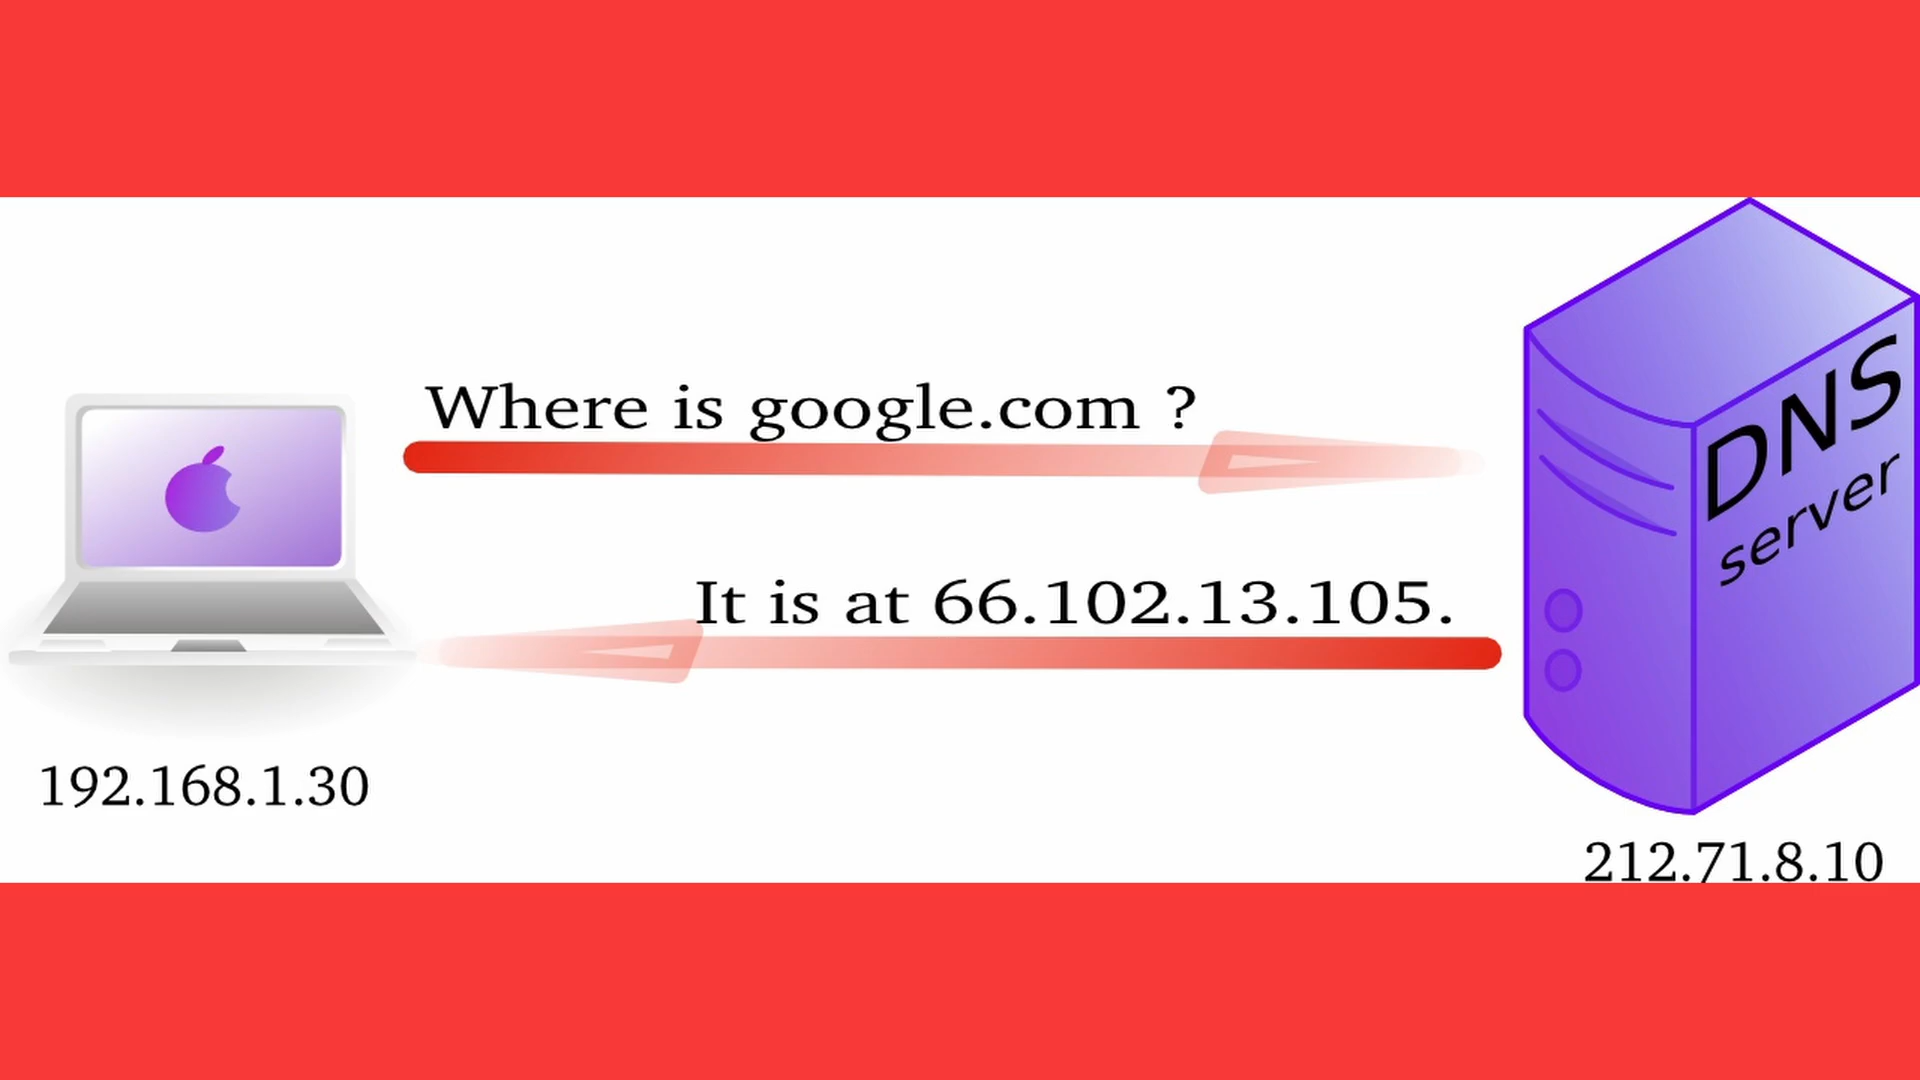 Where is google.com ?
DNS
server
It is at 66.102.13.105.
192.168.1.30
212.71.8.10